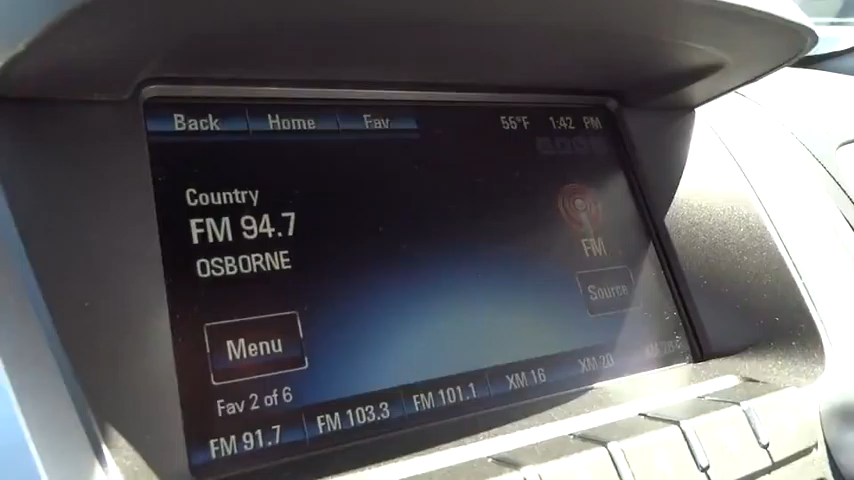 Back Home Fav 55°F 1:42 PM
Country
FM 94.7
OSBORNE
FM
Source
Menu
Fav 2 of 6
FM 91.7 FM 103.3 FM 101.1 XM 16 XM 20